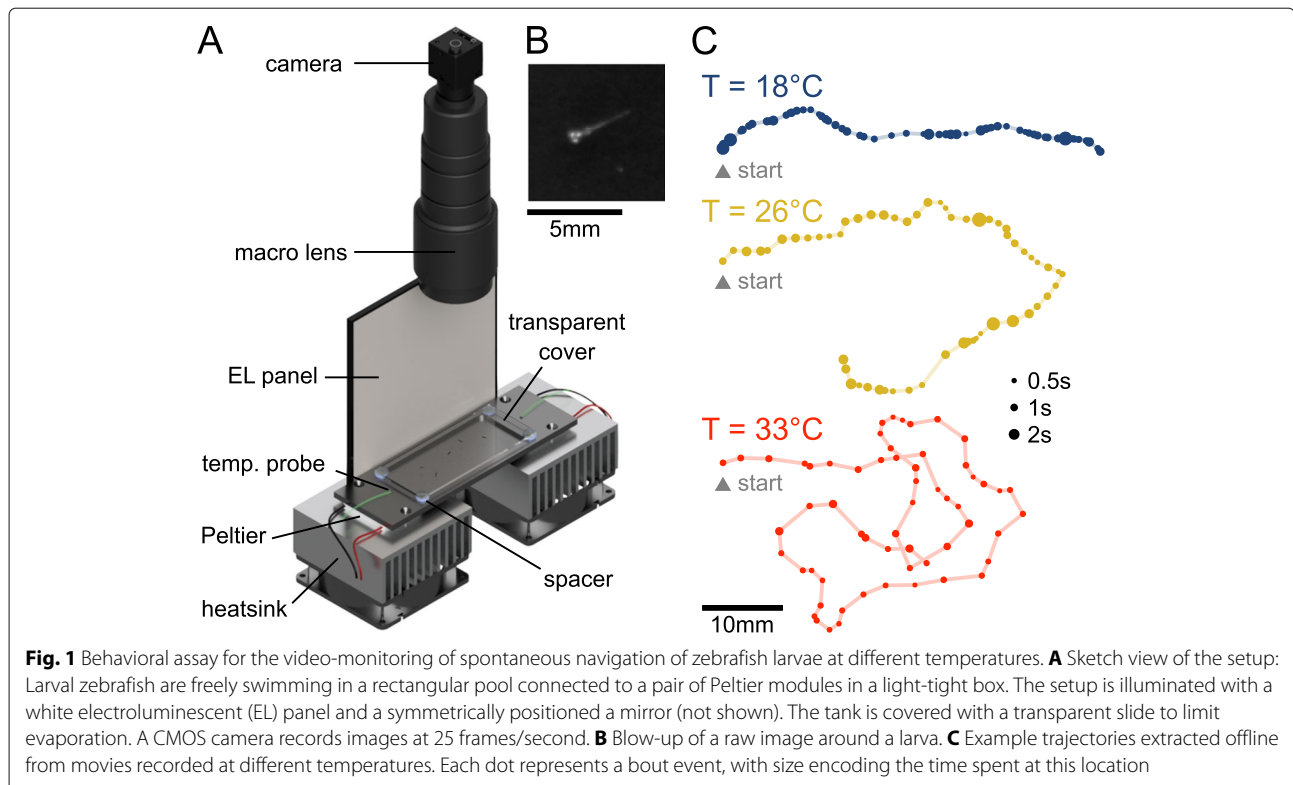 A
camera
macro lens
EL panel
transparent
cover
temp. probe
Peltier
heatsink
spacer
B
5mm
C
T = 18°C
▲ start
T = 26°C
▲ start
0.5s
1s
2s
T = 33°C
▲ start
10mm
Fig. 1 Behavioral assay for the video-monitoring of spontaneous navigation of zebrafish larvae at different temperatures. A Sketch view of the setup:
Larval zebrafish are freely swimming in a rectangular pool connected to a pair of Peltier modules in a light-tight box. The setup is illuminated with a
white electroluminescent (EL) panel and a symmetrically positioned a mirror (not shown). The tank is covered with a transparent slide to limit
evaporation. A CMOS camera records images at 25 frames/second. B Blow-up of a raw image around a larva. C Example trajectories extracted offline
from movies recorded at different temperatures. Each dot represents a bout event, with size encoding the time spent at this location